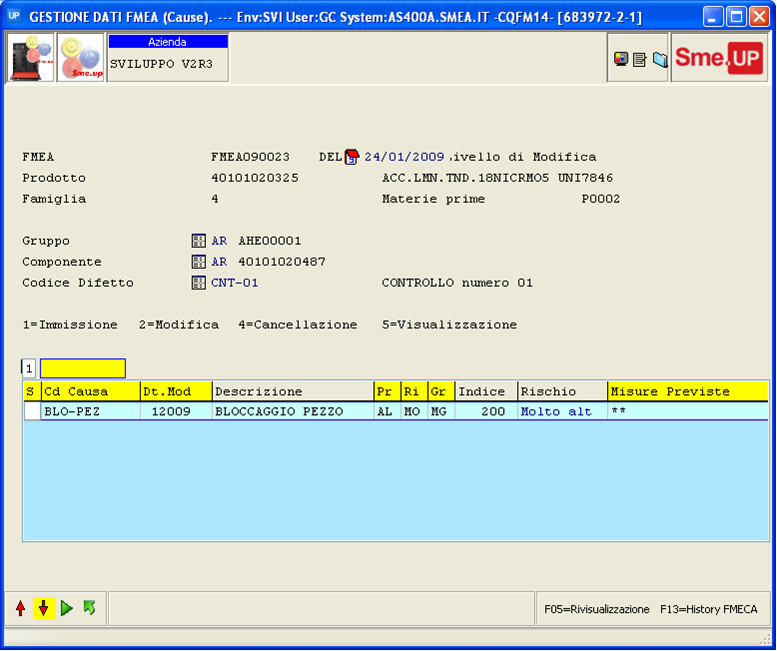 UP GESTIONE DATI FMEA (Cause). --- Env:SVI User:GC System:AS400A.SMEA.IT -CQFM14- [683972-2-1]
Sme.up
Azienda
SVILUPPO V2R3
Sme.UP
FMEA FMEA090023 DEL 24/01/2009 .ivello di Modifica
Prodotto 40101020325 ACC.LMN.TND.18NICRMO5 UNI7846
Famiglia 4 Materie prime P0002
Gruppo AR AHE00001
Componente AR 40101020487
Codice Difetto CNT-01 CONTROLLO numero 01
1=Immissione 2=Modifica 4=Cancellazione 5=Visualizzazione
1
S Cd Causa Dt.Mod Descrizione Pr Ri Gr Indice Rischio Misure Previste
BLO-PEZ 12009 BLOCCAGGIO PEZZO AL MO MG 200 Molto alt **
F05=Rivisualizzazione F13=History FMECA